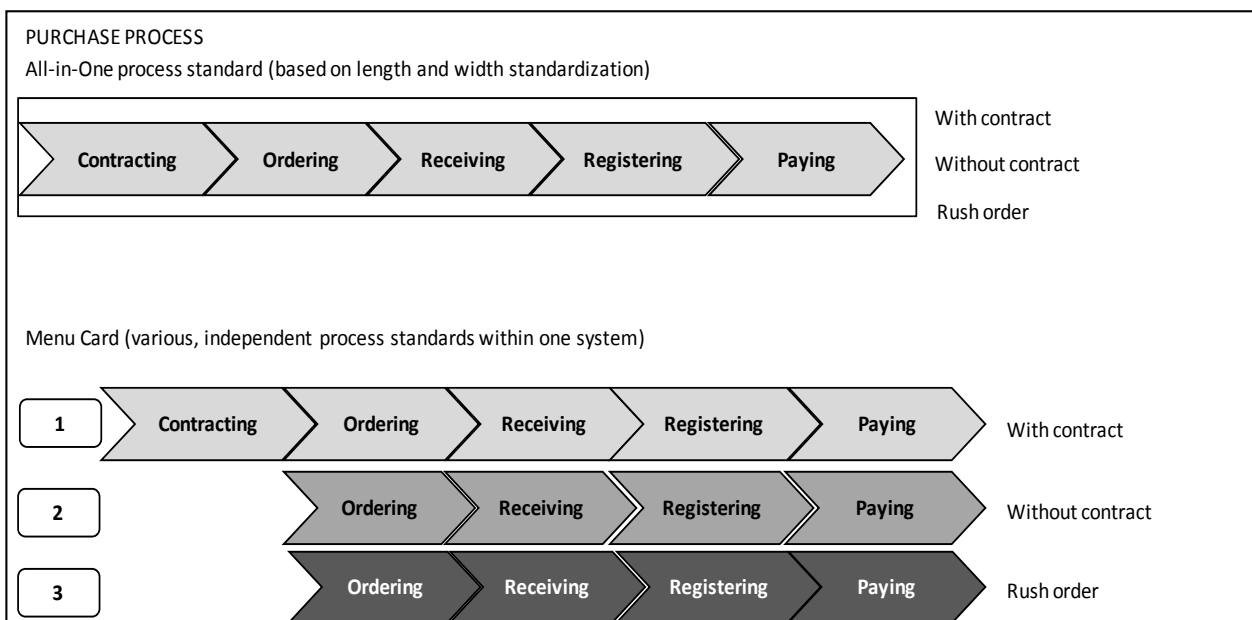 PURCHASE PROCESS
All-in-One process standard (based on length and width standardization)
With contract
Contracting Ordering Receiving Registering Paying
Without contract
Rush order
Menu Card (various, independent process standards within one system)
1 Contracting Ordering Receiving Registering Paying With contract
2 Ordering Receiving Registering Paying Without contract
3 Ordering Receiving Registering Paying Rush order